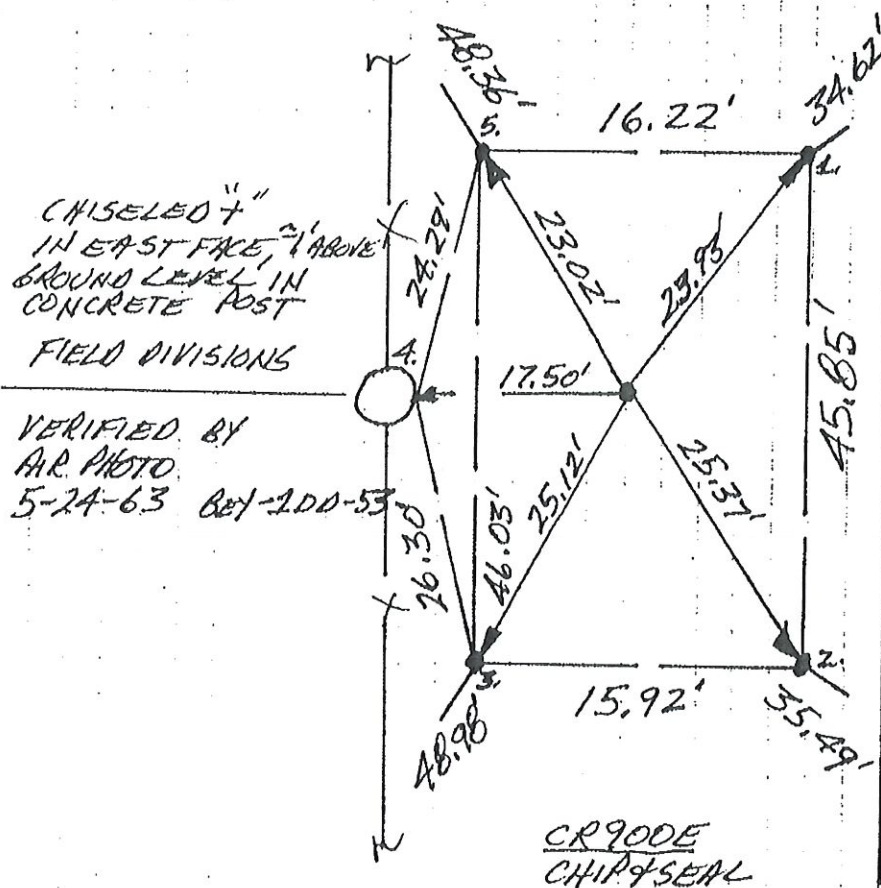 48.36'
5.
16.22'
34.62'
1.
CHISELED "+"
IN EAST FACE, ~1' ABOVE
GROUND LEVEL IN
CONCRETE POST
24.29'
23.02'
23.93'
FIELD DIVISIONS
4.
17.50'
45.85'
VERIFIED BY
AIR PHOTO
5-24-63 BEY-1DD-53
26.30'
46.03'
25.12'
25.37'
3.
2.
15.92'
48.98'
35.49'
CR900E
CHIP&SEAL